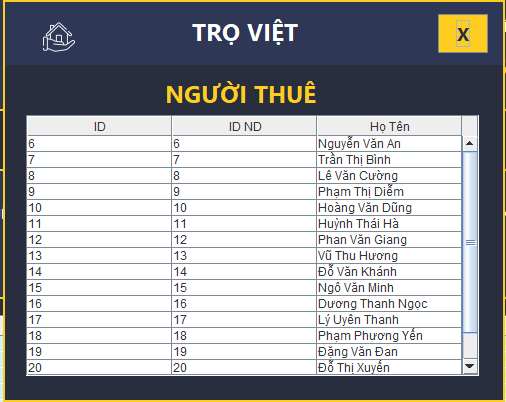 TRỌ VIỆT
X
NGƯỜI THUÊ
ID ID ND Họ Tên
6 6 Nguyễn Văn An
7 7 Trần Thị Bình
8 8 Lê Văn Cường
9 9 Phạm Thị Diễm
10 10 Hoàng Văn Dũng
11 11 Huỳnh Thái Hà
12 12 Phan Văn Giang
13 13 Vũ Thu Hương
14 14 Đỗ Văn Khánh
15 15 Ngô Văn Minh
16 16 Dương Thanh Ngọc
17 17 Lý Uyên Thanh
18 18 Phạm Phương Yến
19 19 Đặng Văn Đan
20 20 Đỗ Thị Xuyến